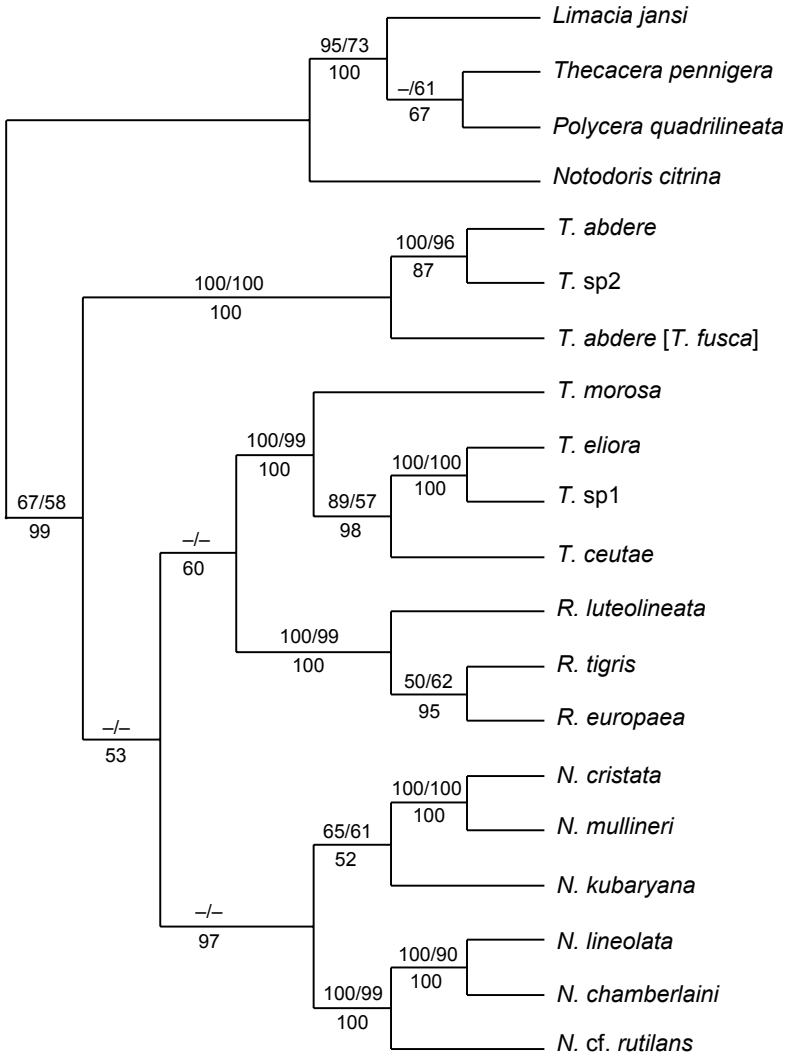 Limacia jansi
95/73
100
Thecacera pennigera
–/61
67
Polycera quadrilineata
Notodoris citrina
T. abdere
100/96
87
T. sp2
100/100
100
T. abdere [T. fusca]
T. morosa
100/99
100
T. eliora
100/100
100
T. sp1
89/57
98
67/58
99
T. ceutae
–/–
60
R. luteolineata
100/99
100
R. tigris
50/62
95
R. europaea
–/–
53
N. cristata
100/100
100
N. mullineri
65/61
52
N. kubaryana
–/–
97
N. lineolata
100/90
100
N. chamberlaini
100/99
100
N. cf. rutilans